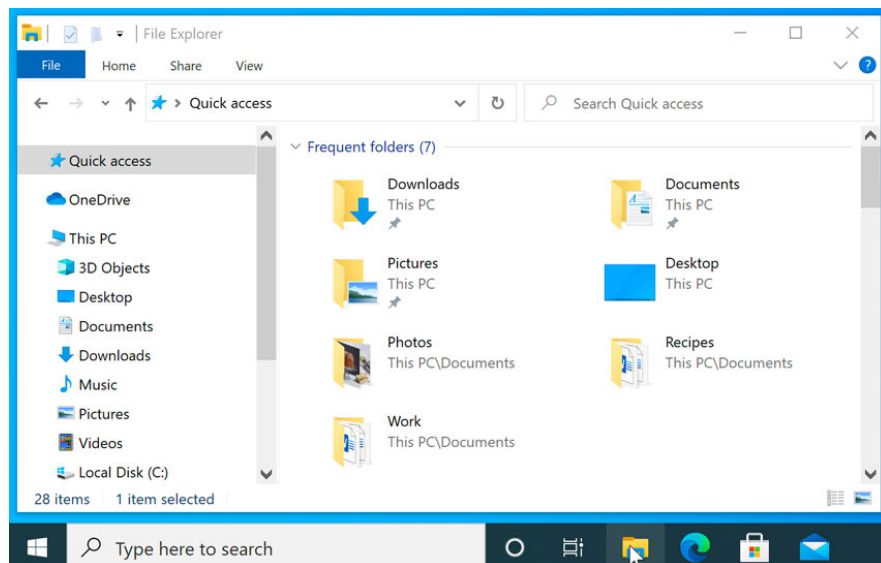 File Explorer
File Home Share View
Quick access
Search Quick access
Quick access
OneDrive
This PC
3D Objects
Desktop
Documents
Downloads
Music
Pictures
Videos
Local Disk (C:)
Frequent folders (7)
Downloads
This PC
Documents
This PC
Pictures
This PC
Desktop
This PC
Photos
This PC\Documents
Recipes
This PC\Documents
Work
This PC\Documents
28 items 1 item selected
Type here to search